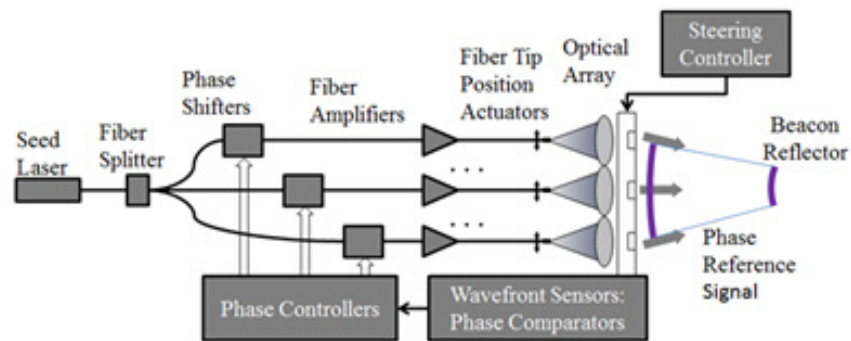 Seed
Laser
Fiber
Splitter
Phase
Shifters
Fiber
Amplifiers
Fiber Tip
Position
Actuators
Optical
Array
Steering
Controller
Beacon
Reflector
. . .
. . .
Phase
Reference
Signal
Phase Controllers
Wavefront Sensors:
Phase Comparators